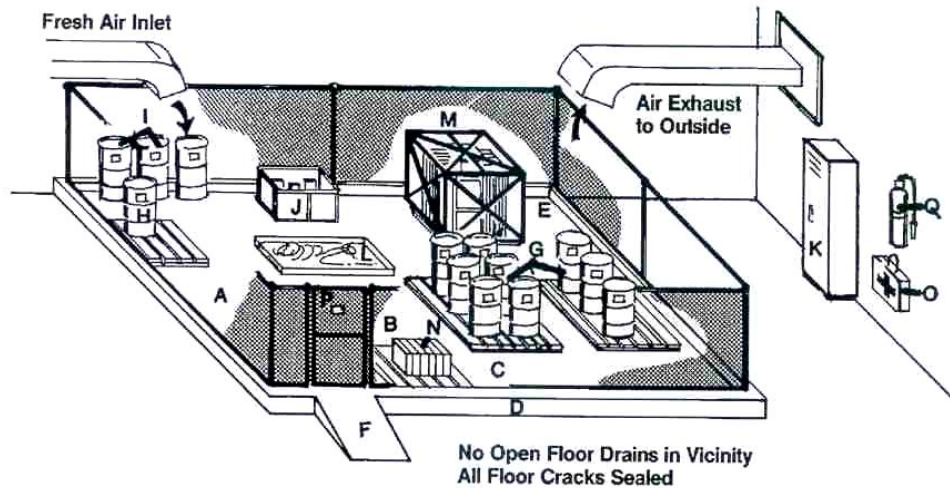 Fresh Air Inlet
Air Exhaust
to Outside
I
M
H
J
E
K
Q
L
G
A
P
B
N
O
C
D
F
No Open Floor Drains in Vicinity
All Floor Cracks Sealed